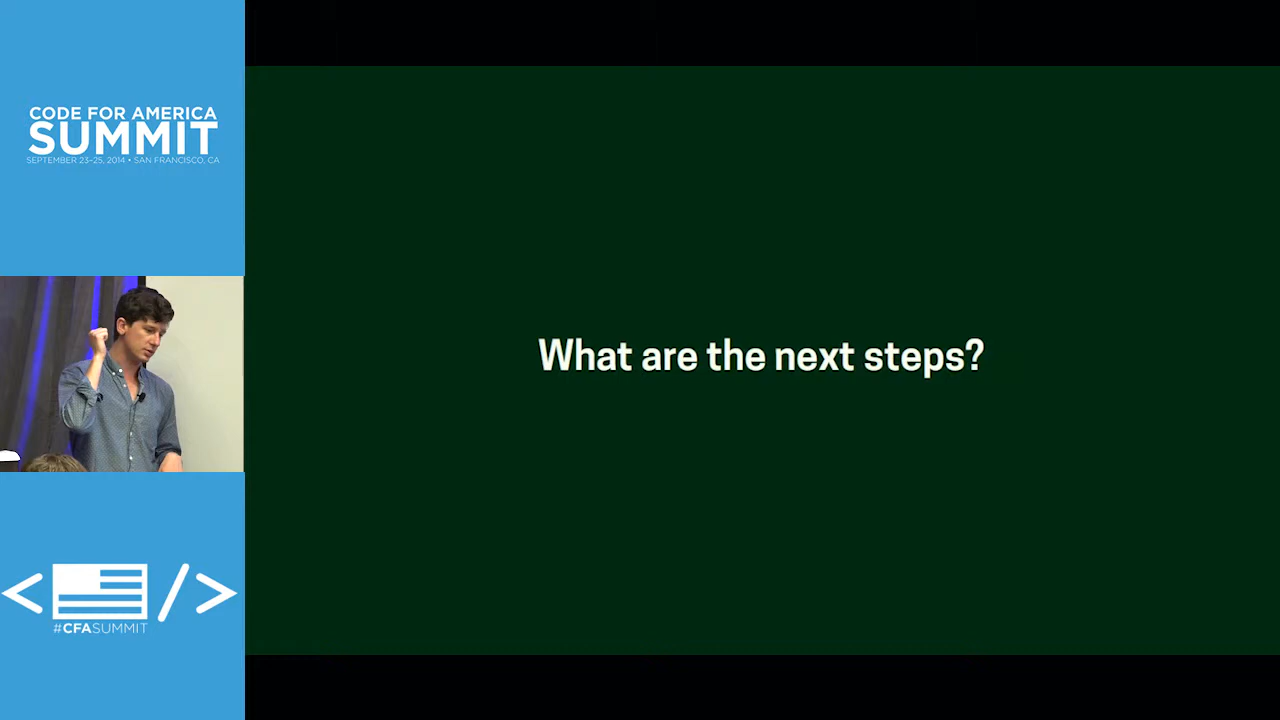 CODE FOR AMERICA
SUMMIT
SEPTEMBER 23-25, 2014 • SAN FRANCISCO, CA
What are the next steps?
</>
#CFASUMMIT